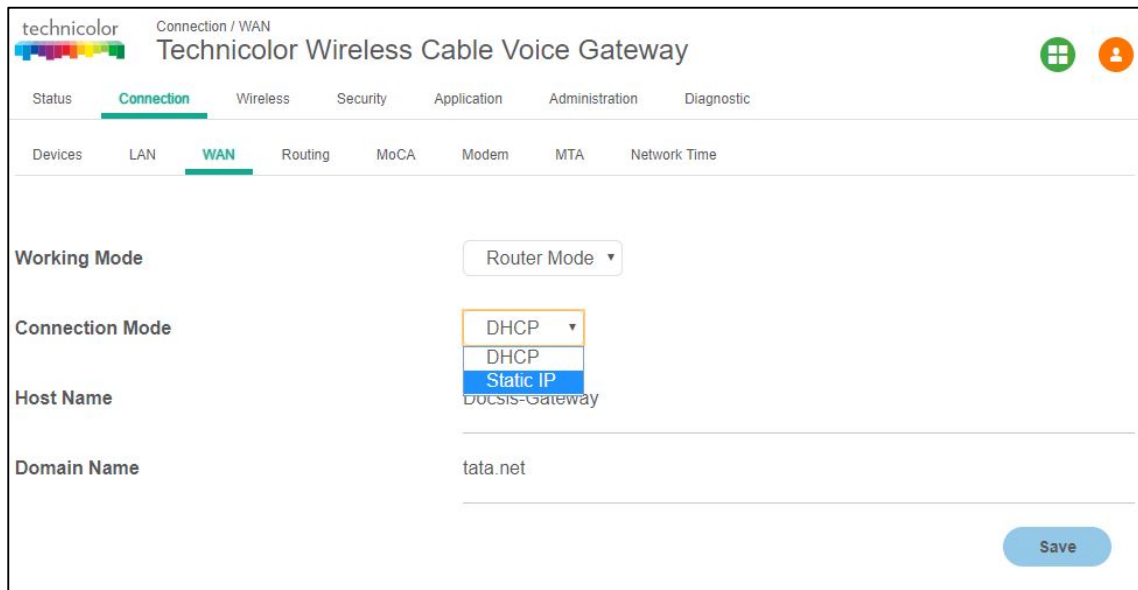 technicolor
Connection / WAN
Technicolor Wireless Cable Voice Gateway
Status Connection Wireless Security Application Administration Diagnostic
Devices LAN WAN Routing MoCA Modem MTA Network Time
Working Mode Router Mode
Connection Mode DHCP
DHCP
Static IP
Host Name Docsis-Gateway
Domain Name tata.net
Save